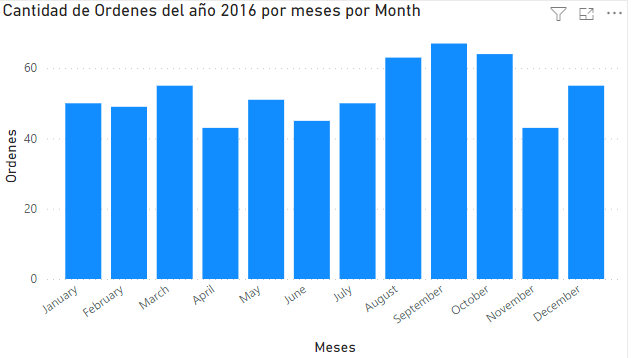 Cantidad de Ordenes del año 2016 por meses por Month
Ordenes
60
40
20
0
January
February
March
April
May
June
July
August
September
October
November
December
Meses